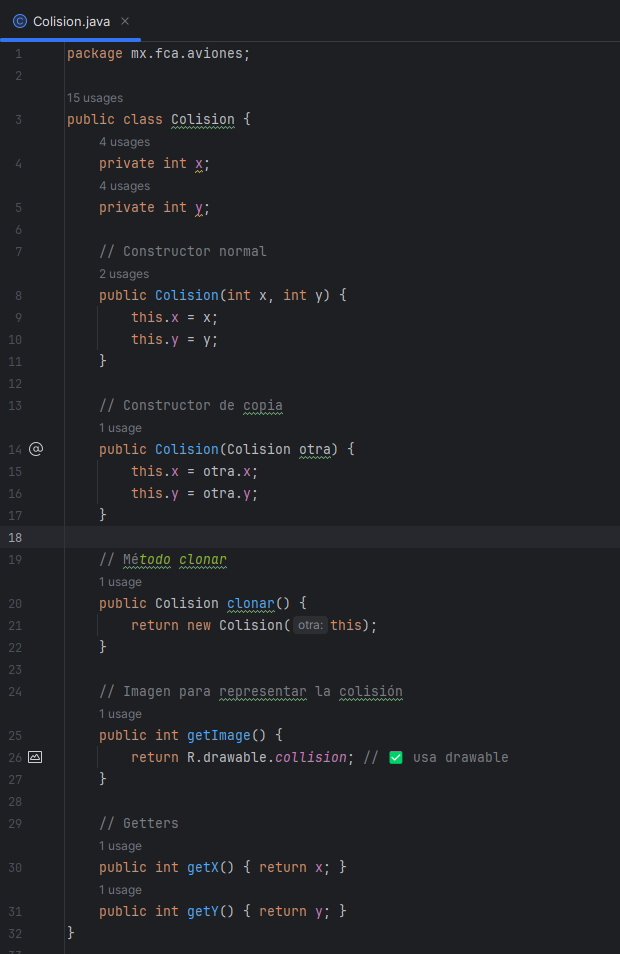 Colision.java
1 package mx.fca.aviones;
2
15 usages
3 public class Colision {
4 usages
4 private int x;
4 usages
5 private int y;
6
7 // Constructor normal
2 usages
8 public Colision(int x, int y) {
9 this.x = x;
10 this.y = y;
11 }
12
13 // Constructor de copia
1 usage
14 public Colision(Colision otra) {
15 this.x = otra.x;
16 this.y = otra.y;
17 }
18
19 // Método clonar
1 usage
20 public Colision clonar() {
21 return new Colision( otra: this);
22 }
23
24 // Imagen para representar la colisión
1 usage
25 public int getImage() {
26 return R.drawable.collision; // ✅ usa drawable
27 }
28
29 // Getters
1 usage
30 public int getX() { return x; }
1 usage
31 public int getY() { return y; }
32 }
33